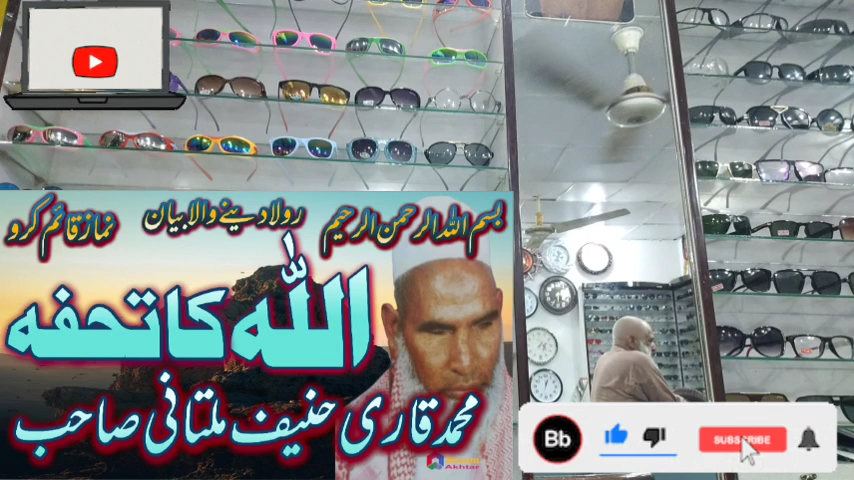 بسم اللہ الرحمن الرحیم
رولا دینے والا بیان
نماز قائم کرو
اللہ کا تحفہ
محمد قاری حنیف ملتانی صاحب
Akhtar
Bb
SUBSCRIBE